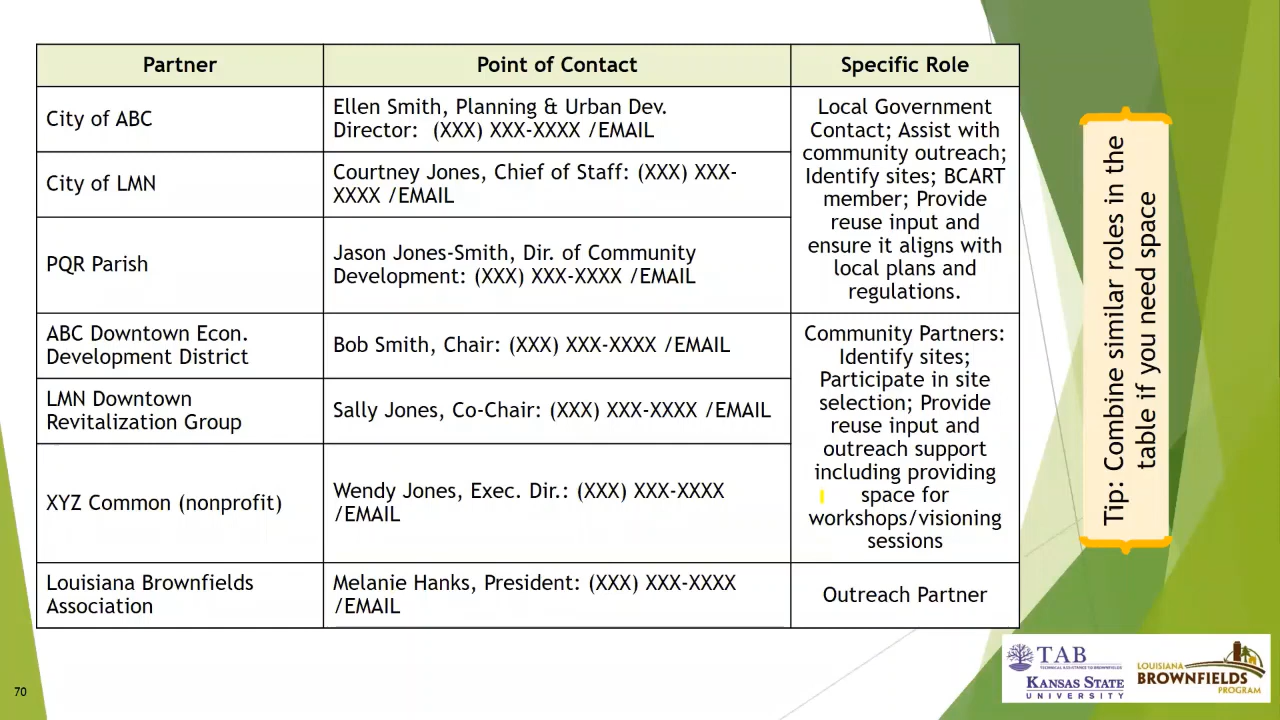 Partner
Point of Contact
Specific Role
City of ABC
Ellen Smith, Planning & Urban Dev.
Director: (XXX) XXX-XXXX /EMAIL
Local Government
Contact; Assist with
community outreach;
Identify sites; BCART
member; Provide
reuse input and
ensure it aligns with
local plans and
regulations.
City of LMN
Courtney Jones, Chief of Staff: (XXX) XXX-
XXXX /EMAIL
PQR Parish
Jason Jones-Smith, Dir. of Community
Development: (XXX) XXX-XXXX /EMAIL
ABC Downtown Econ.
Development District
Bob Smith, Chair: (XXX) XXX-XXXX /EMAIL
Community Partners:
Identify sites;
Participate in site
selection; Provide
reuse input and
outreach support
including providing
space for
workshops/visioning
sessions
LMN Downtown
Revitalization Group
Sally Jones, Co-Chair: (XXX) XXX-XXXX /EMAIL
XYZ Common (nonprofit)
Wendy Jones, Exec. Dir.: (XXX) XXX-XXXX
/EMAIL
Louisiana Brownfields
Association
Melanie Hanks, President: (XXX) XXX-XXXX
/EMAIL
Outreach Partner
Tip: Combine similar roles in the
table if you need space
TAB
TECHNICAL ASSISTANCE TO BROWNFIELDS
KANSAS STATE
UNIVERSITY
LOUISIANA
BROWNFIELDS
PROGRAM
70